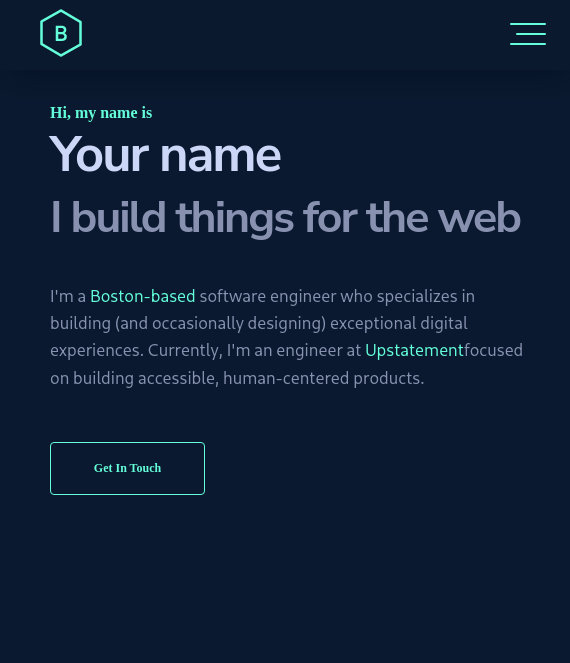 B
Hi, my name is
Your name
I build things for the web
I'm a Boston-based software engineer who specializes in
building (and occasionally designing) exceptional digital
experiences. Currently, I'm an engineer at Upstatementfocused
on building accessible, human-centered products.
Get In Touch